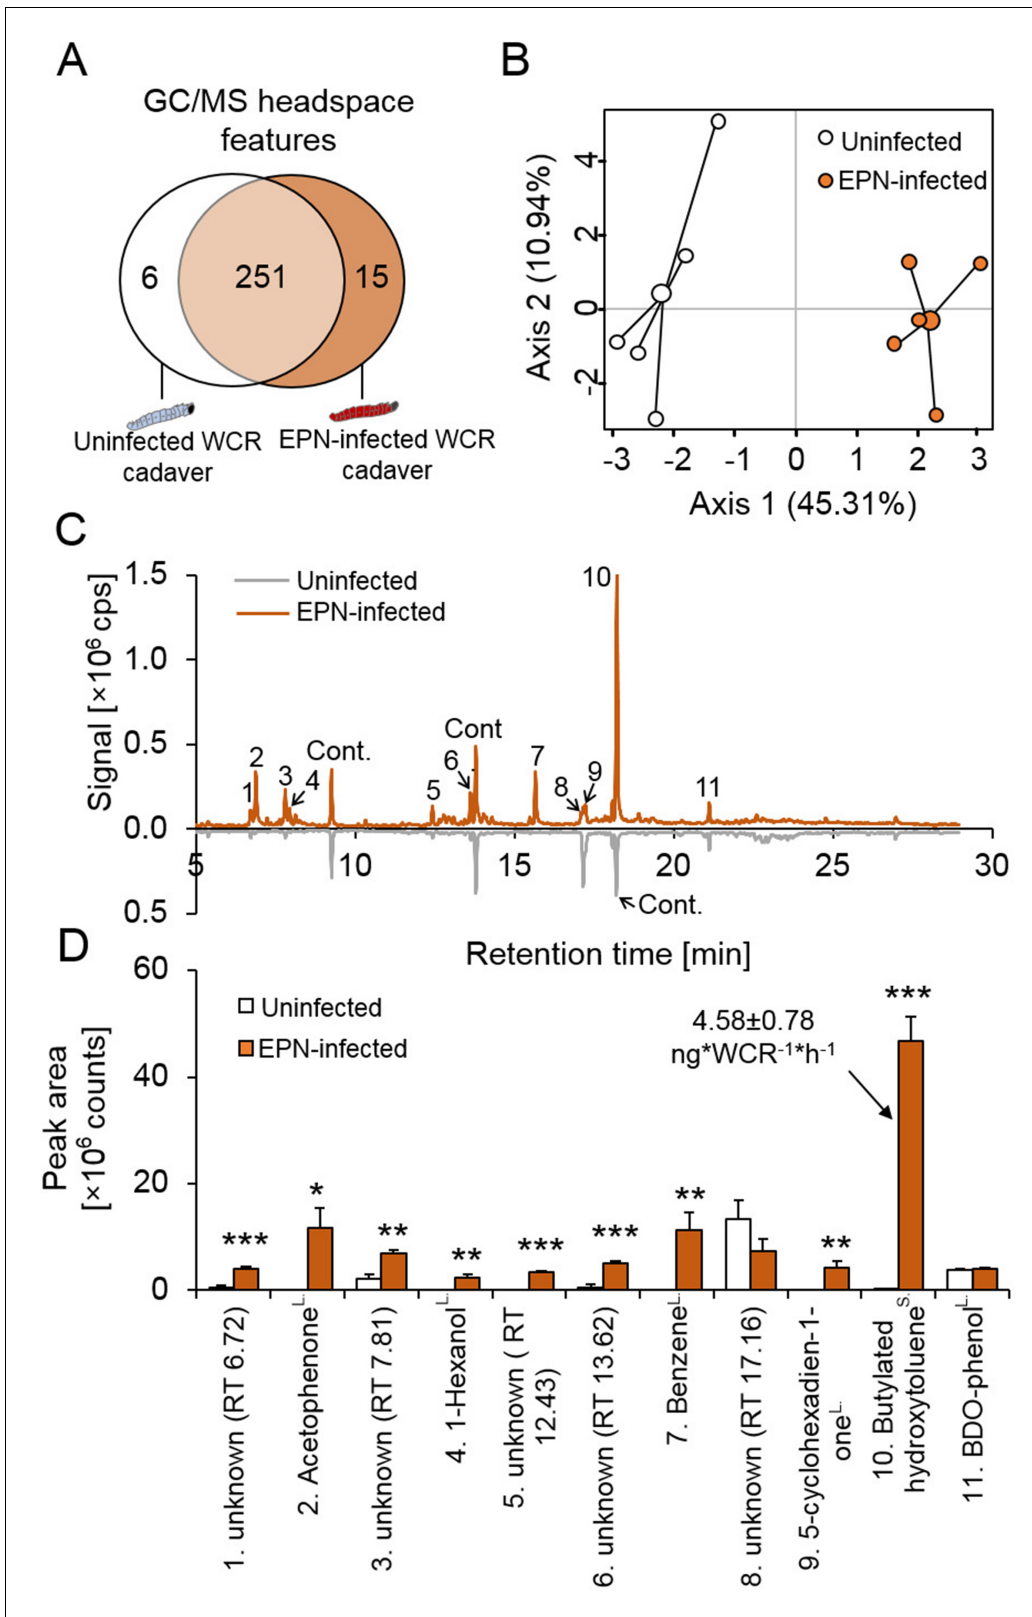 A
GC/MS headspace
features
6
251
15
Uninfected WCR
cadaver
EPN-infected WCR
cadaver
B
Axis 2 (10.94%)
4
2
0
-2
Uninfected
EPN-infected
-3 -2 -1 0 1 2 3
Axis 1 (45.31%)
C
Signal [×10⁶ cps]
1.5
1.0
0.5
0.0
0.5
Uninfected
EPN-infected
1
2
3
4
Cont.
5
6
Cont
7
8
9
10
11
Cont.
5 10 15 20 25 30
Retention time [min]
D
Peak area
[×10⁶ counts]
60
40
20
0
Uninfected
EPN-infected
4.58±0.78
ng*WCR⁻¹*h⁻¹
***
*
**
**
***
***
**
**
***
1. unknown (RT 6.72)
2. Acetophenone L.
3. unknown (RT 7.81)
4. 1-Hexanol L.
5. unknown ( RT
12.43)
6. unknown (RT 13.62)
7. Benzene L.
8. unknown (RT 17.16)
9. 5-cyclohexadien-1-
one L.
10. Butylated
hydroxytoluene S.
11. BDO-phenol L.